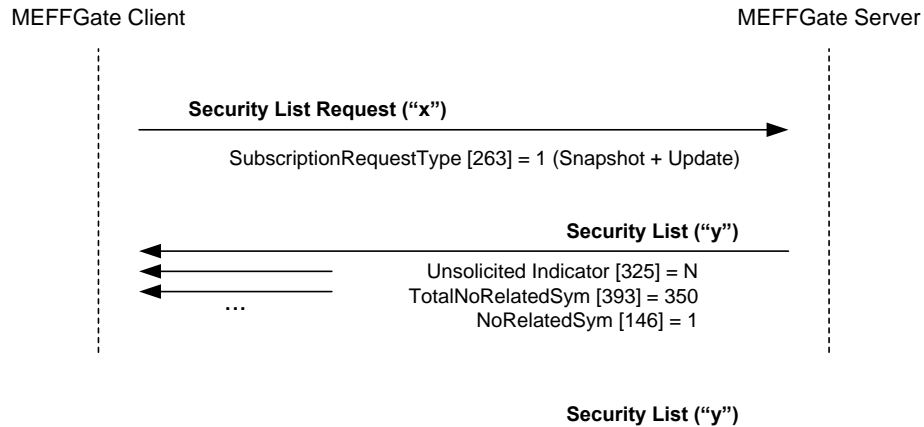 MEFFGate Client
MEFFGate Server
Security List Request (“x”)
SubscriptionRequestType [263] = 1 (Snapshot + Update)
Security List (“y”)
Unsolicited Indicator [325] = N
TotalNoRelatedSym [393] = 350
...
NoRelatedSym [146] = 1
Security List (“y”)